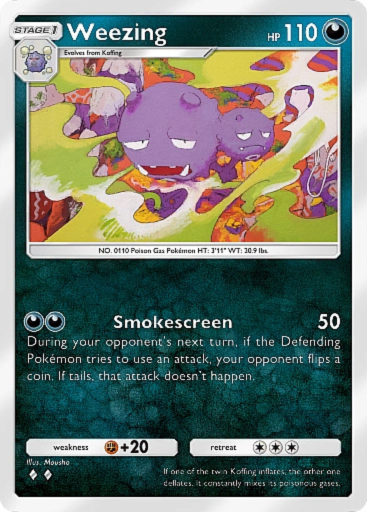 STAGE 1 Weezing HP 110
Evolves from Koffing
NO. 0110 Poison Gas Pokémon HT: 3'11" WT: 20.9 lbs.
Smokescreen 50
During your opponent's next turn, if the Defending
Pokémon tries to use an attack, your opponent flips a
coin. If tails, that attack doesn't happen.
weakness +20 retreat
Illus. Mousho
If one of the twin Koffing inflates, the other one
deflates. It constantly mixes its poisonous gases.